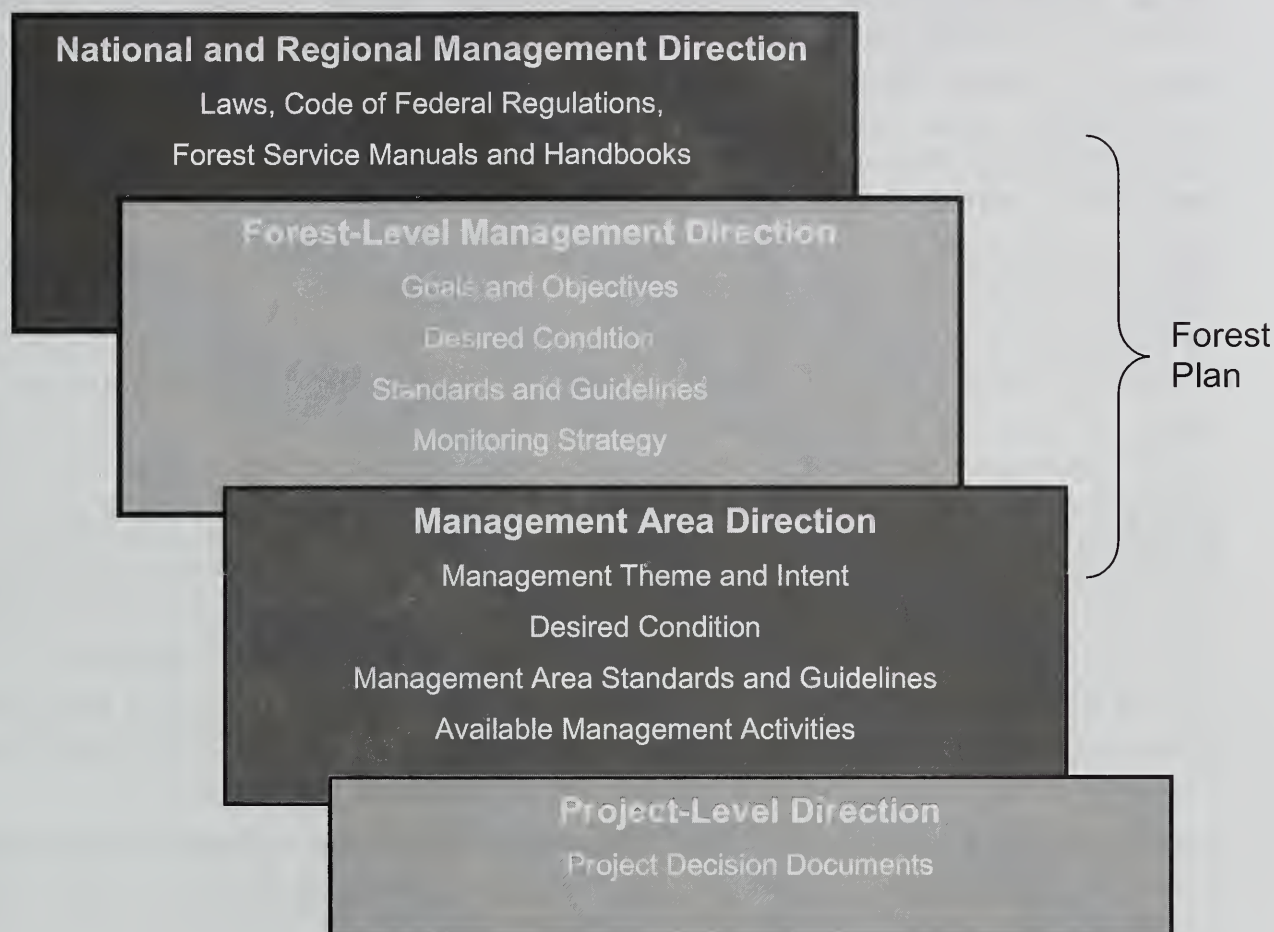 National and Regional Management Direction
Laws, Code of Federal Regulations,
Forest Service Manuals and Handbooks
Forest-Level Management Direction
Goals and Objectives
Desired Condition
Standards and Guidelines
Monitoring Strategy
Forest
Plan
Management Area Direction
Management Theme and Intent
Desired Condition
Management Area Standards and Guidelines
Available Management Activities
Project-Level Direction
Project Decision Documents